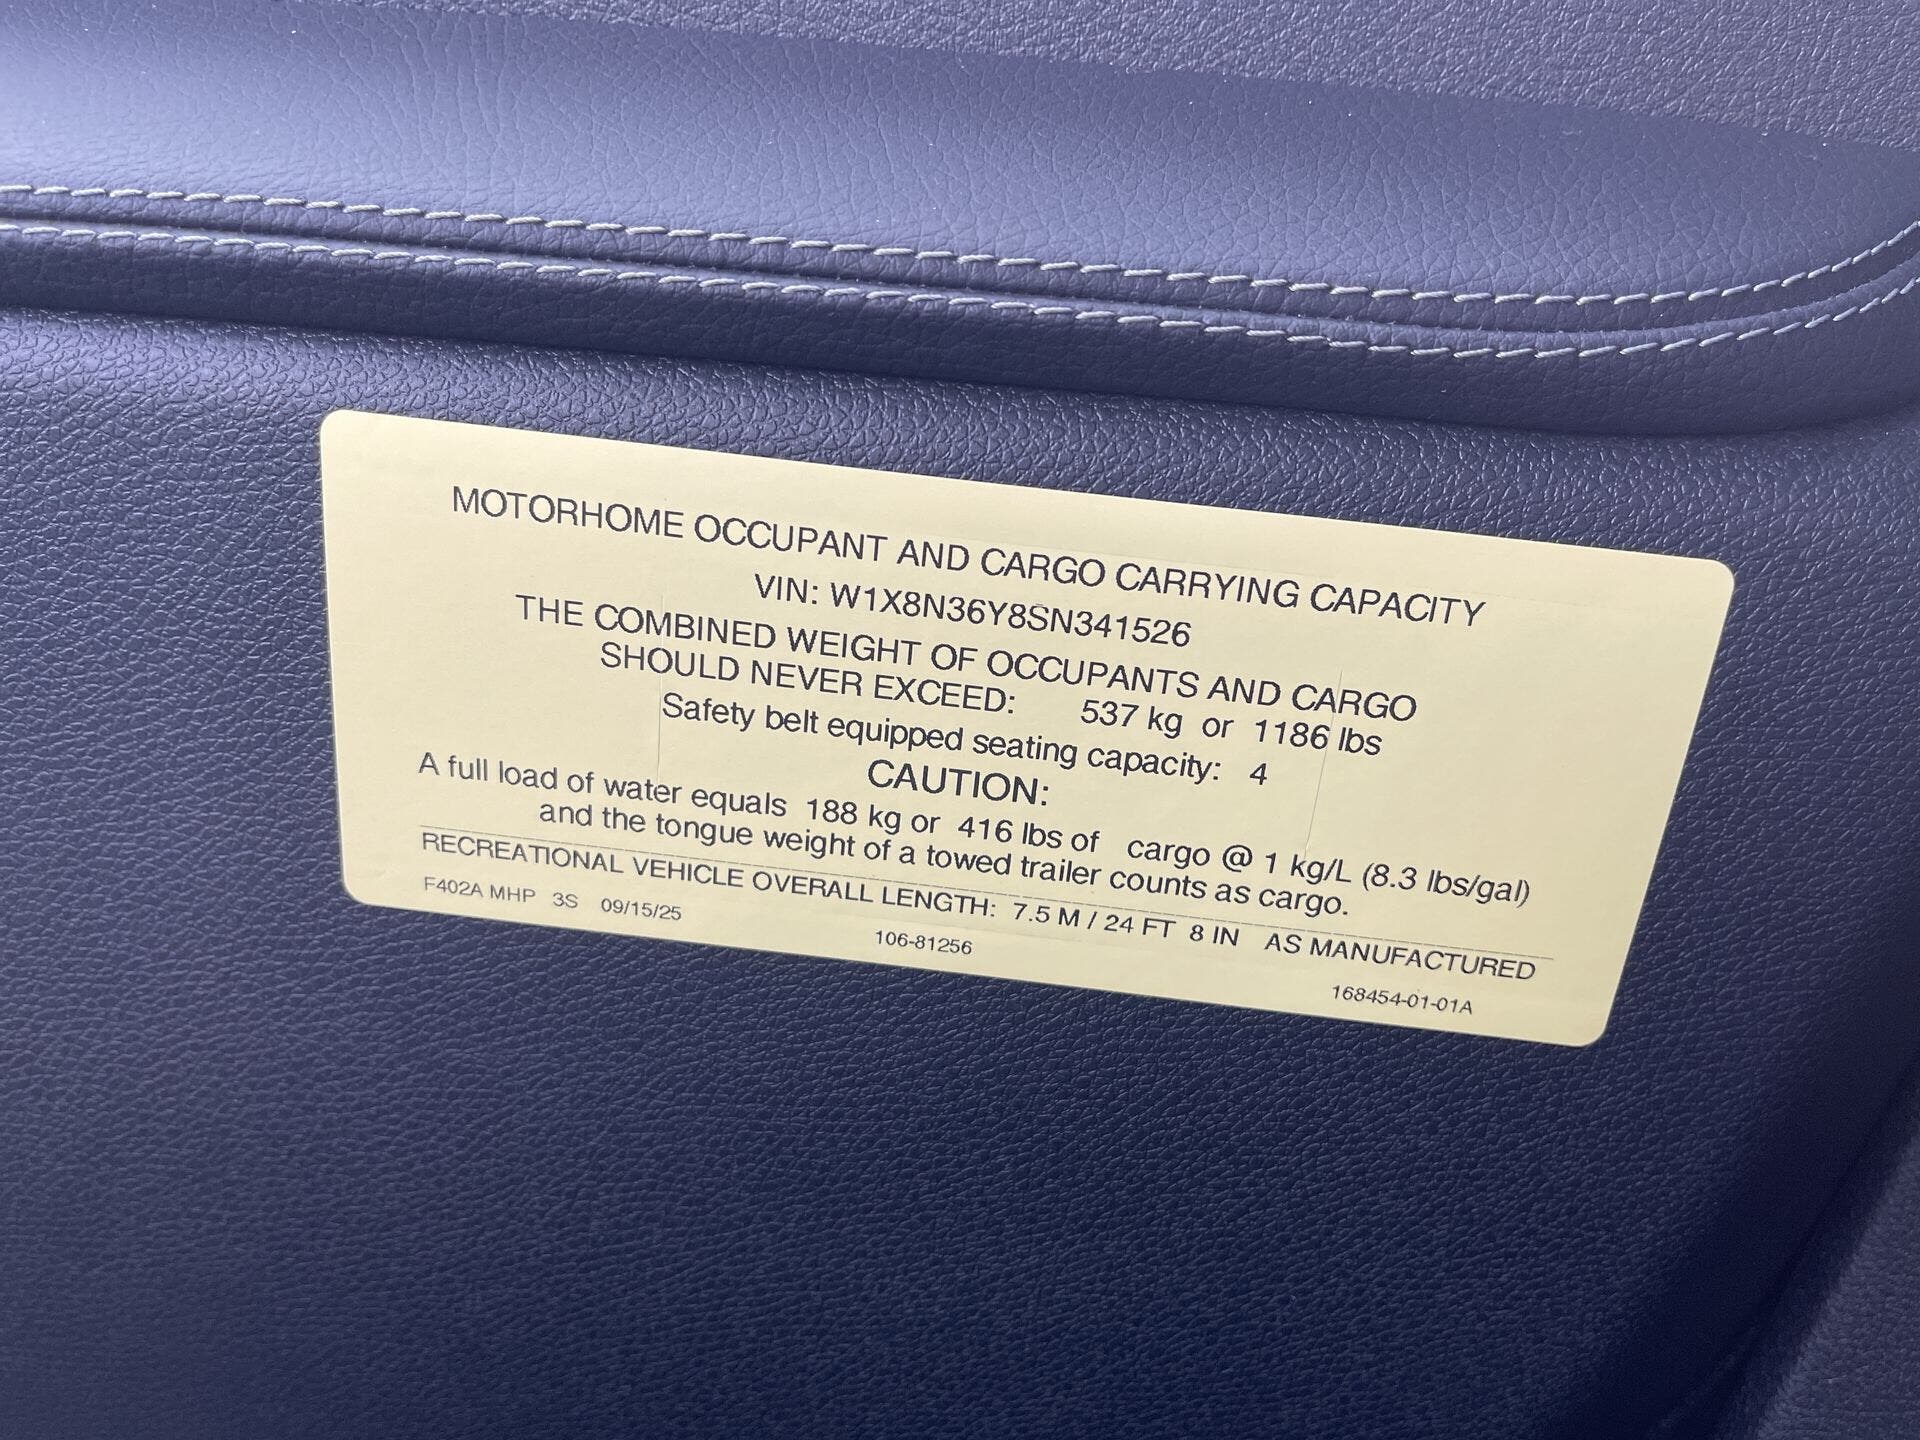 MOTORHOME OCCUPANT AND CARGO CARRYING CAPACITY
VIN: W1X8N36Y8SN341526
THE COMBINED WEIGHT OF OCCUPANTS AND CARGO
SHOULD NEVER EXCEED: 537 kg or 1186 lbs
Safety belt equipped seating capacity: 4
CAUTION:
A full load of water equals 188 kg or 416 lbs of cargo @ 1 kg/L (8.3 lbs/gal)
and the tongue weight of a towed trailer counts as cargo.
RECREATIONAL VEHICLE OVERALL LENGTH: 7.5 M / 24 FT 8 IN AS MANUFACTURED
F402A MHP 3S 09/15/25 106-81256 168454-01-01A